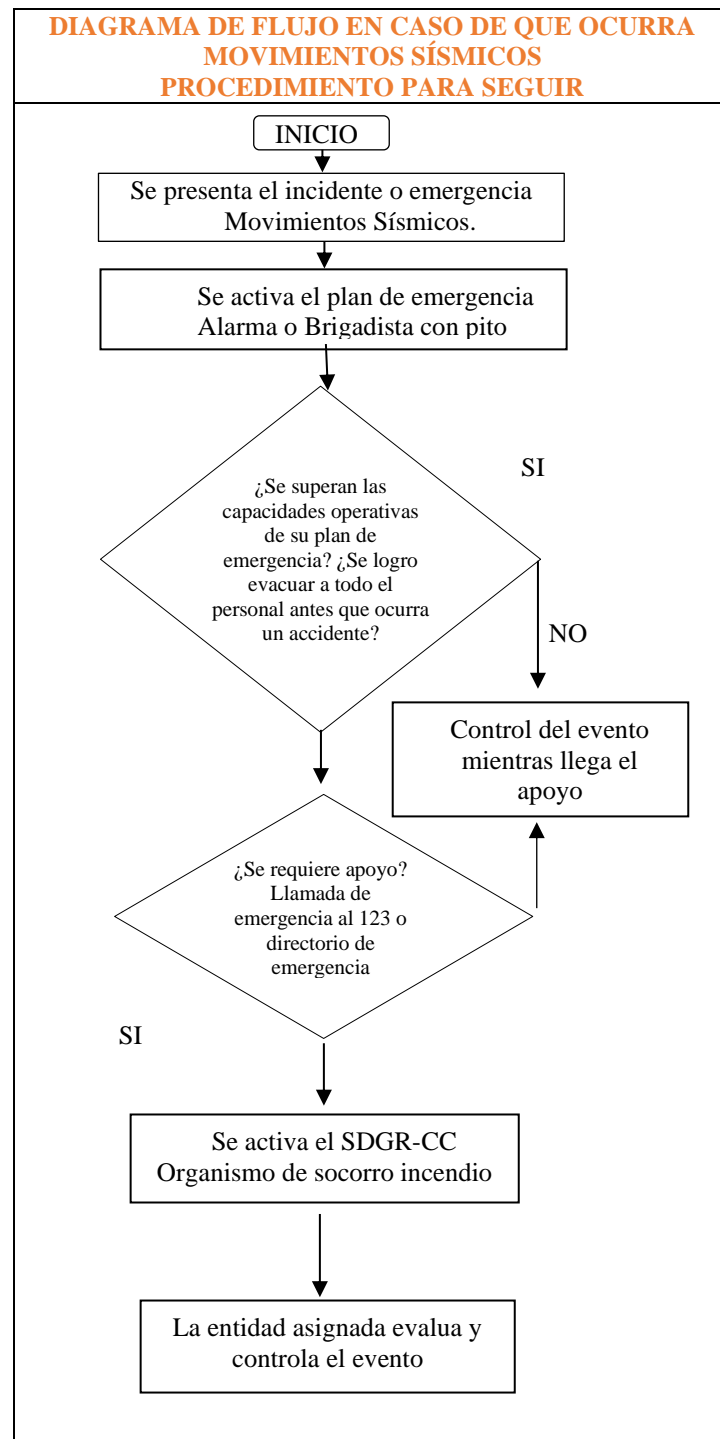 DIAGRAMA DE FLUJO EN CASO DE QUE OCURRA
MOVIMIENTOS SÍSMICOS
PROCEDIMIENTO PARA SEGUIR
INICIO
Se presenta el incidente o emergencia
Movimientos Sísmicos.
Se activa el plan de emergencia
Alarma o Brigadista con pito
SI
¿Se superan las
capacidades operativas
de su plan de
emergencia? ¿Se logro
evacuar a todo el
personal antes que ocurra
un accidente?
NO
Control del evento
mientras llega el
apoyo
¿Se requiere apoyo?
Llamada de
emergencia al 123 o
directorio de
emergencia
SI
Se activa el SDGR-CC
Organismo de socorro incendio
La entidad asignada evalua y
controla el evento